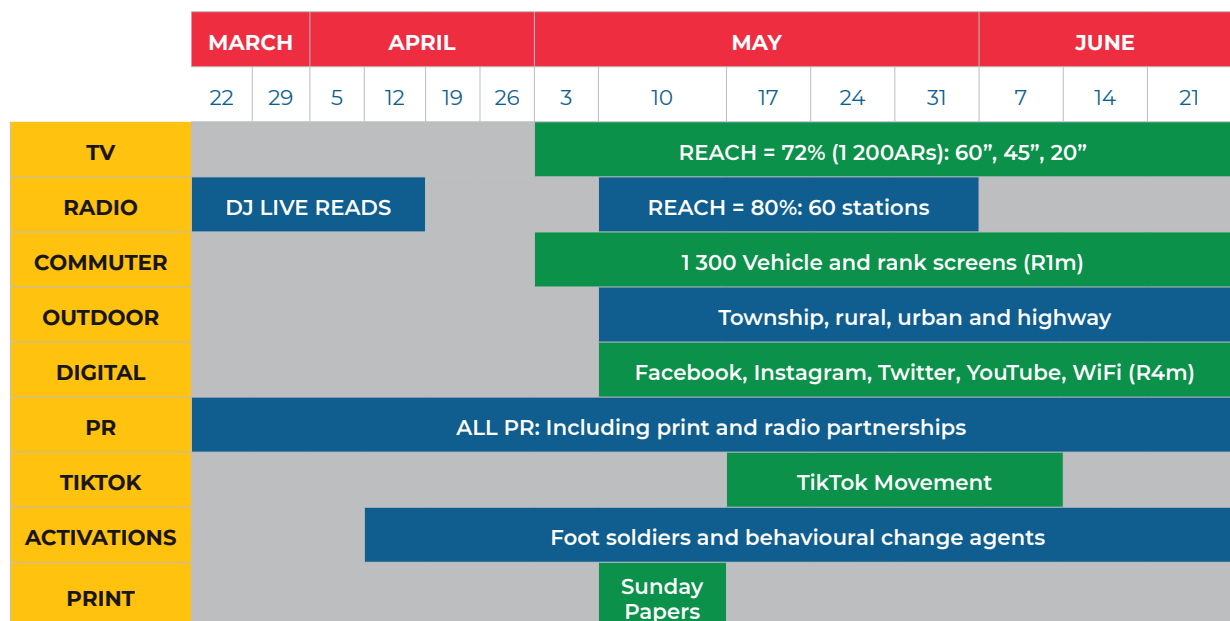 MARCH APRIL MAY JUNE
22 29 5 12 19 26 3 10 17 24 31 7 14 21
TV REACH = 72% (1 200ARs): 60”, 45”, 20”
RADIO DJ LIVE READS REACH = 80%: 60 stations
COMMUTER 1 300 Vehicle and rank screens (R1m)
OUTDOOR Township, rural, urban and highway
DIGITAL Facebook, Instagram, Twitter, YouTube, WiFi (R4m)
PR ALL PR: Including print and radio partnerships
TIKTOK TikTok Movement
ACTIVATIONS Foot soldiers and behavioural change agents
PRINT Sunday
Papers